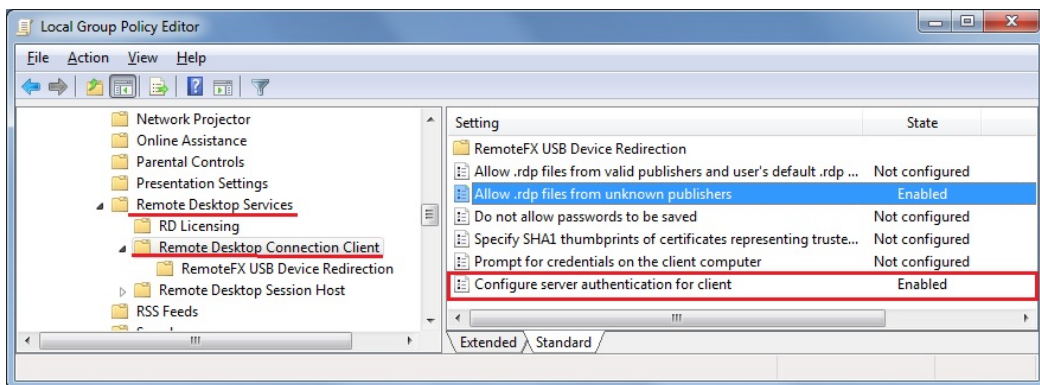 Local Group Policy Editor
File Action View Help
Network Projector
Online Assistance
Parental Controls
Presentation Settings
Remote Desktop Services
RD Licensing
Remote Desktop Connection Client
RemoteFX USB Device Redirection
Remote Desktop Session Host
RSS Feeds
Setting State
RemoteFX USB Device Redirection
Allow .rdp files from valid publishers and user's default .rdp ... Not configured
Allow .rdp files from unknown publishers Enabled
Do not allow passwords to be saved Not configured
Specify SHA1 thumbprints of certificates representing truste... Not configured
Prompt for credentials on the client computer Not configured
Configure server authentication for client Enabled
Extended Standard